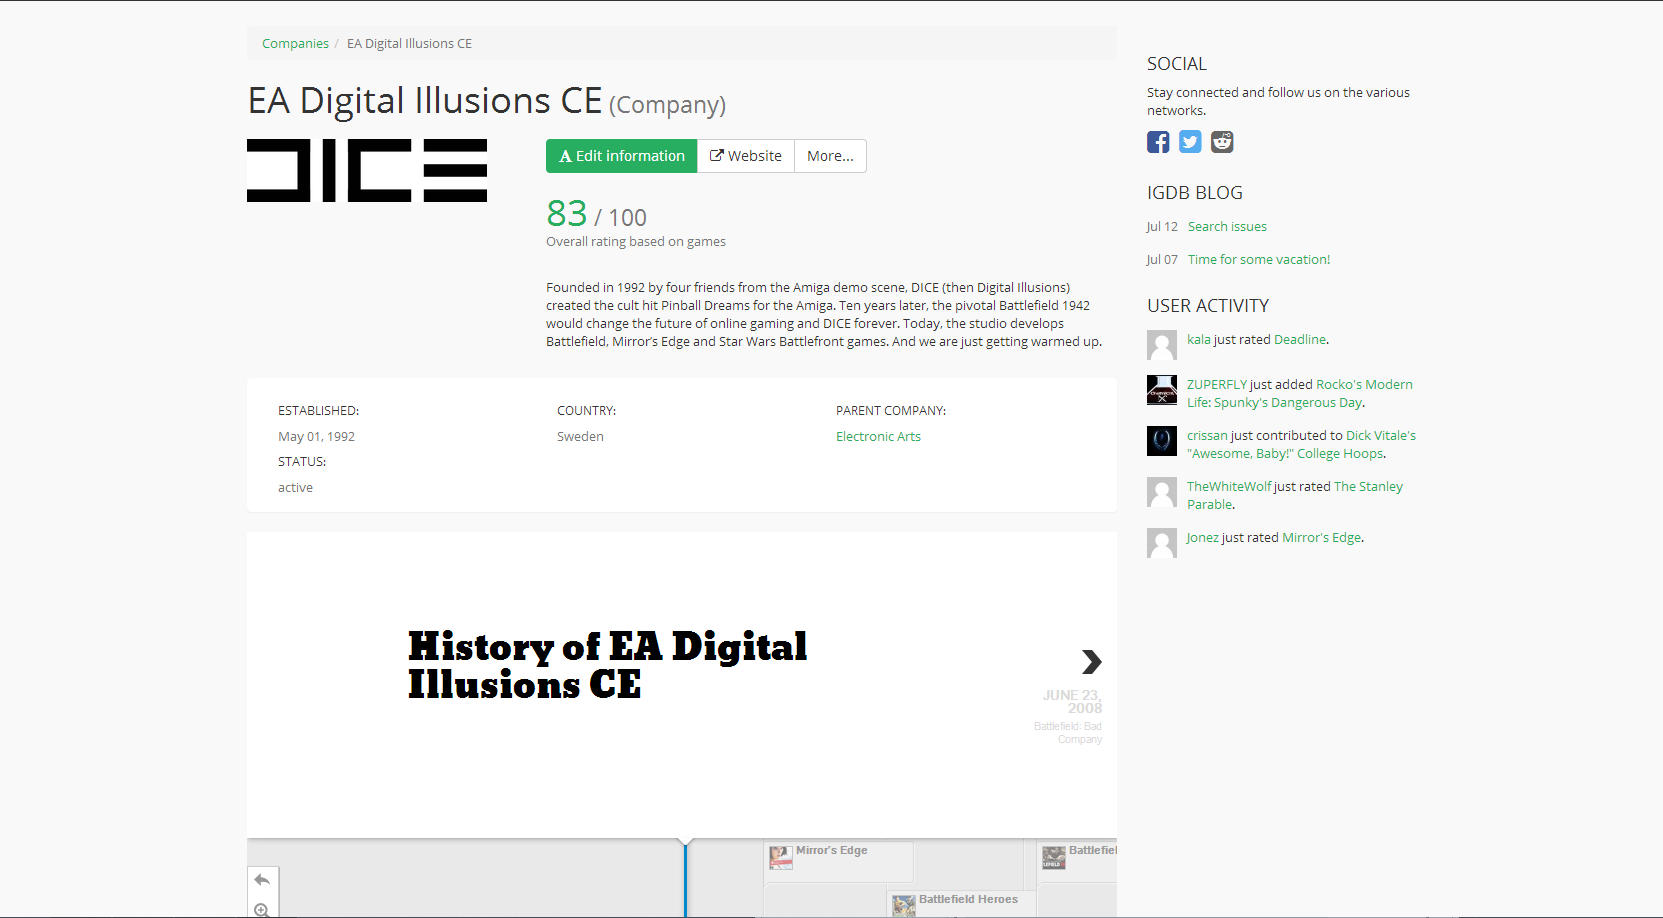 Companies / EA Digital Illusions CE
EA Digital Illusions CE (Company)
DICE
Edit information
Website
More...
83 / 100
Overall rating based on games
Founded in 1992 by four friends from the Amiga demo scene, DICE (then Digital Illusions)
created the cult hit Pinball Dreams for the Amiga. Ten years later, the pivotal Battlefield 1942
would change the future of online gaming and DICE forever. Today, the studio develops
Battlefield, Mirror's Edge and Star Wars Battlefront games. And we are just getting warmed up.
ESTABLISHED:
May 01, 1992
STATUS:
active
COUNTRY:
Sweden
PARENT COMPANY:
Electronic Arts
History of EA Digital
Illusions CE
JUNE 23,
2008
Battlefield: Bad
Company
Mirror's Edge
Battlefield Heroes
SOCIAL
Stay connected and follow us on the various
networks.
IGDB BLOG
Jul 12 Search issues
Jul 07 Time for some vacation!
USER ACTIVITY
kala just rated Deadline.
ZUPERFLY just added Rocko's Modern
Life: Spunky's Dangerous Day.
crissan just contributed to Dick Vitale's
"Awesome, Baby!" College Hoops.
TheWhiteWolf just rated The Stanley
Parable.
Jonez just rated Mirror's Edge.